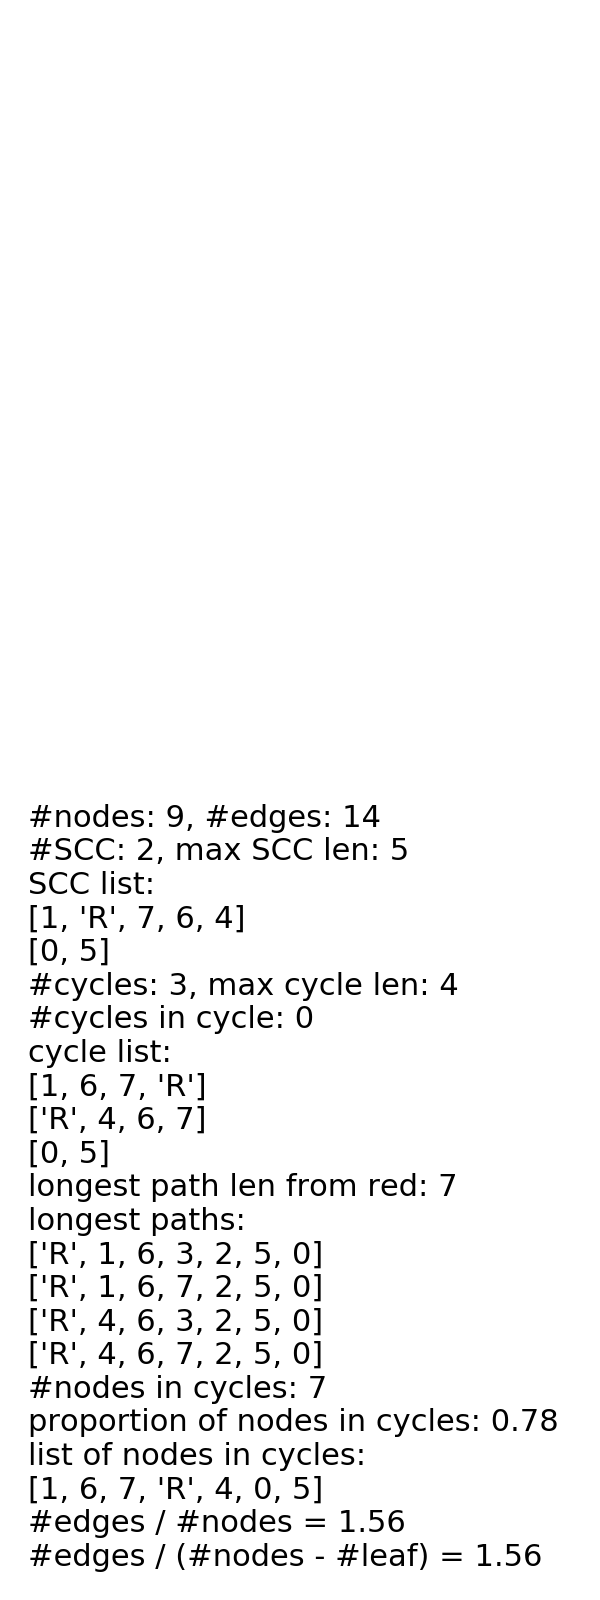 #nodes: 9, #edges: 14
#SCC: 2, max SCC len: 5
SCC list:
[1, 'R', 7, 6, 4]
[0, 5]
#cycles: 3, max cycle len: 4
#cycles in cycle: 0
cycle list:
[1, 6, 7, 'R']
['R', 4, 6, 7]
[0, 5]
longest path len from red: 7
longest paths:
['R', 1, 6, 3, 2, 5, 0]
['R', 1, 6, 7, 2, 5, 0]
['R', 4, 6, 3, 2, 5, 0]
['R', 4, 6, 7, 2, 5, 0]
#nodes in cycles: 7
proportion of nodes in cycles: 0.78
list of nodes in cycles:
[1, 6, 7, 'R', 4, 0, 5]
#edges / #nodes = 1.56
#edges / (#nodes - #leaf) = 1.56